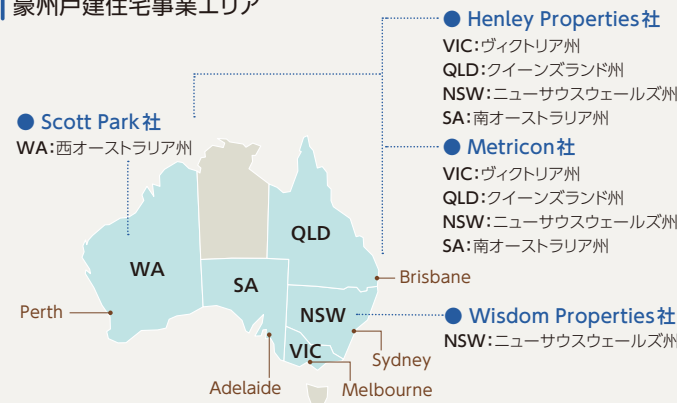 豪州戸建住宅事業エリア
● Henley Properties社
VIC：ヴィクトリア州
QLD：クイーンズランド州
NSW：ニューサウスウェールズ州
SA：南オーストラリア州
● Scott Park社
WA：西オーストラリア州
● Metricon社
VIC：ヴィクトリア州
QLD：クイーンズランド州
NSW：ニューサウスウェールズ州
SA：南オーストラリア州
QLD
WA
SA
Brisbane
Perth
NSW
● Wisdom Properties社
NSW：ニューサウスウェールズ州
VIC
Sydney
Adelaide
Melbourne